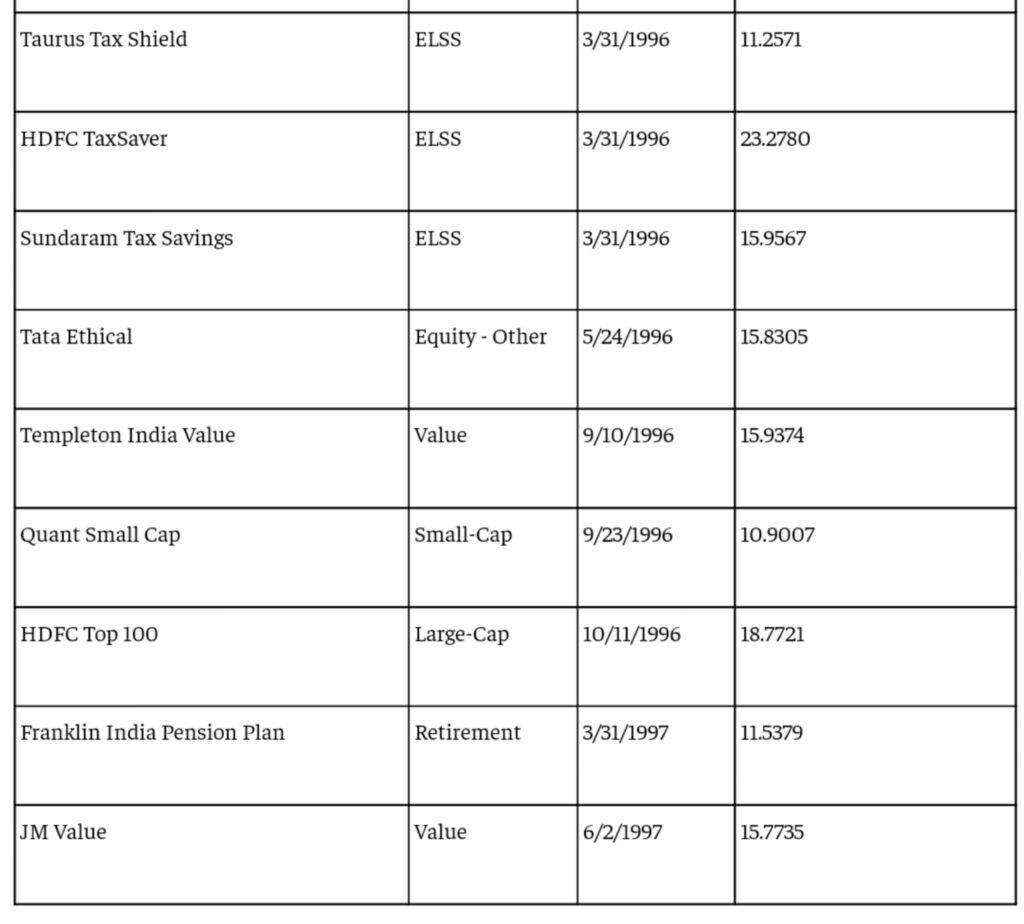 Taurus Tax Shield ELSS 3/31/1996 11.2571
HDFC TaxSaver ELSS 3/31/1996 23.2780
Sundaram Tax Savings ELSS 3/31/1996 15.9567
Tata Ethical Equity - Other 5/24/1996 15.8305
Templeton India Value Value 9/10/1996 15.9374
Quant Small Cap Small-Cap 9/23/1996 10.9007
HDFC Top 100 Large-Cap 10/11/1996 18.7721
Franklin India Pension Plan Retirement 3/31/1997 11.5379
JM Value Value 6/2/1997 15.7735